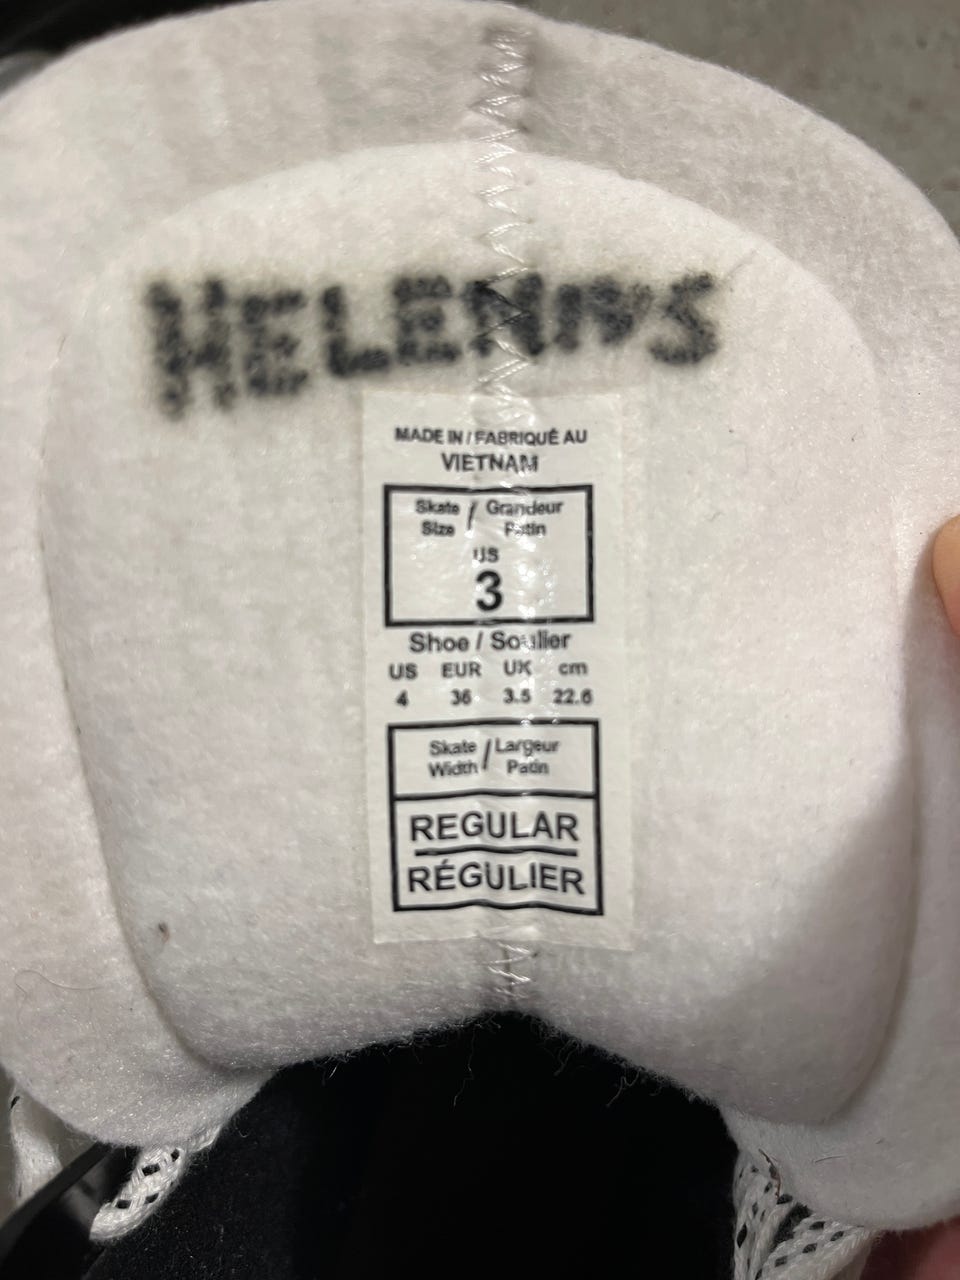 MADE IN / FABRIQUÉ AU
VIETNAM
Skate Size / Grandeur Patin
US
3
Shoe / Soulier
US EUR UK cm
4 36 3.5 22.6
Skate Width / Largeur Patin
REGULAR
RÉGULIER